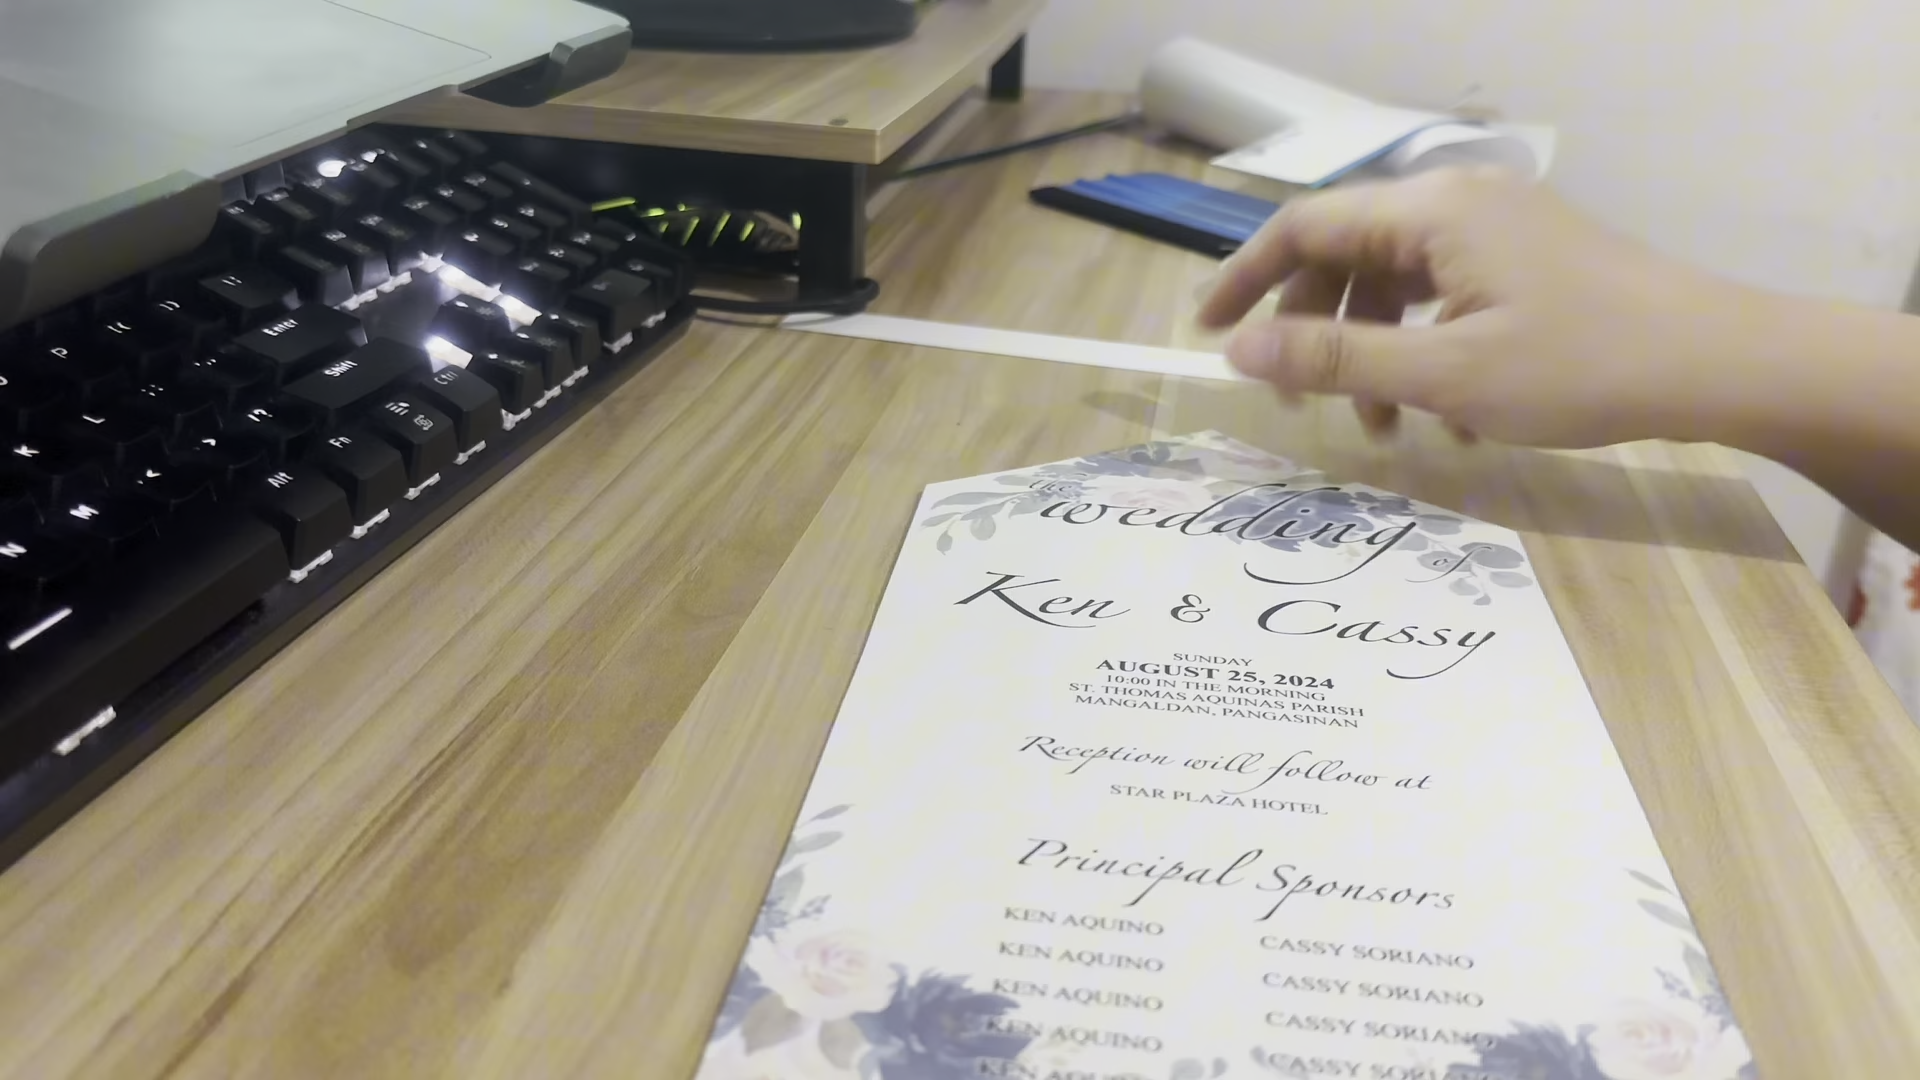 the
wedding of
Ken & Cassy
SUNDAY
AUGUST 25, 2024
10:00 IN THE MORNING
ST. THOMAS AQUINAS PARISH
MANGALDAN, PANGASINAN
Reception will follow at
STAR PLAZA HOTEL
Principal Sponsors
KEN AQUINO CASSY SORIANO
KEN AQUINO CASSY SORIANO
KEN AQUINO CASSY SORIANO
KEN AQUINO CASSY SORIANO
KEN AQUINO
P
Enter
L
Shift
Ctrl
K
Fn
M
Alt
N